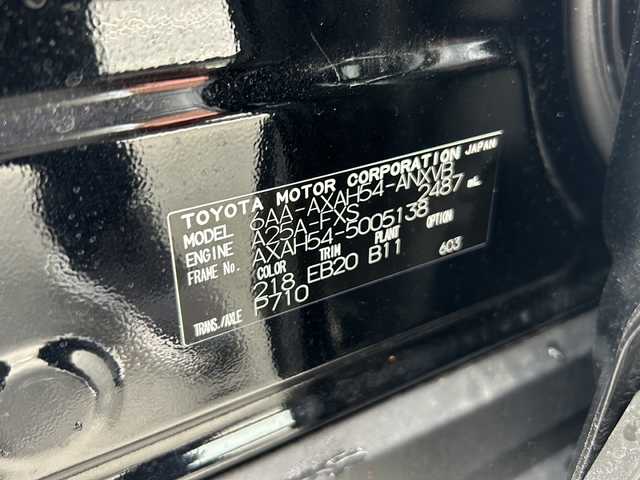 TOYOTA MOTOR CORPORATION JAPAN
MODEL 6AA-AXAH54-ANXVB
ENGINE A25A-FXS 2487 mL
FRAME No. AXAH54-5005138
COLOR TRIM PLANT OPTION
218 EB20 B11 603
TRANS./AXLE P710